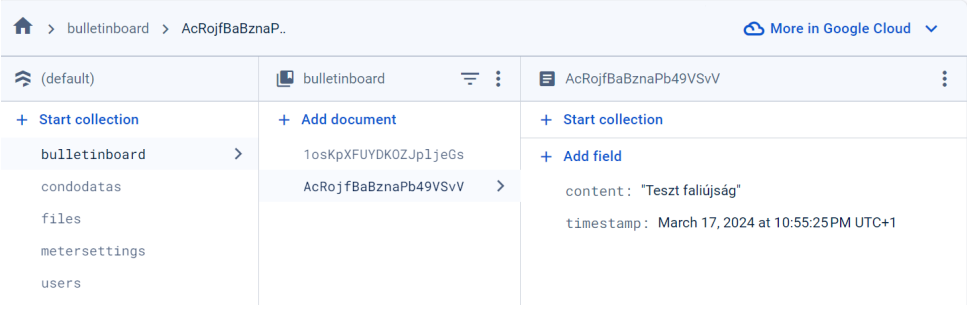 bulletinboard > AcRojfBaBznaP..
More in Google Cloud
(default)
bulletinboard
AcRojfBaBznaPb49VSvV
+ Start collection
+ Add document
+ Start collection
bulletinboard
condodatas
files
metersettings
users
1osKpXFUYDKOZJpljeGs
AcRojfBaBznaPb49VSvV
+ Add field
content: "Teszt faliújság"
timestamp: March 17, 2024 at 10:55:25 PM UTC+1